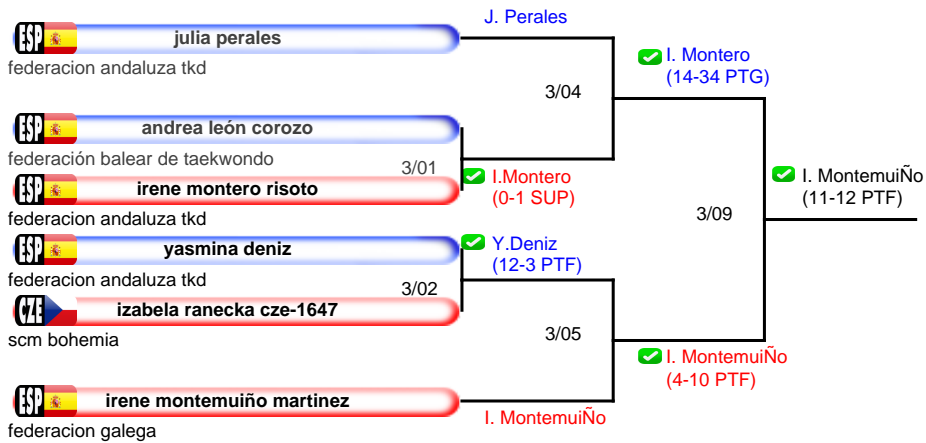 J. Perales
ESP julia perales
federacion andaluza tkd
I. Montero
(14-34 PTG)
3/04
ESP andrea león corozo
federación balear de taekwondo
3/01
I.Montero
(0-1 SUP)
ESP irene montero risoto
federacion andaluza tkd
I. MontemuiÑo
(11-12 PTF)
3/09
ESP yasmina deniz
federacion andaluza tkd
Y.Deniz
(12-3 PTF)
3/02
CZE izabela ranecka cze-1647
scm bohemia
3/05
I. MontemuiÑo
(4-10 PTF)
ESP irene montemuiño martinez
federacion galega
I. MontemuiÑo